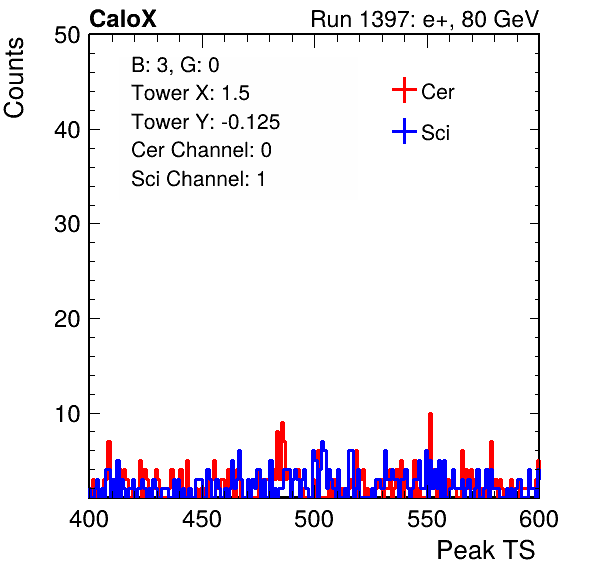 CaloX Run 1397: e+, 80 GeV
Counts
50
40
30
20
10
B: 3, G: 0
Tower X: 1.5
Tower Y: -0.125
Cer Channel: 0
Sci Channel: 1
Cer
Sci
400 450 500 550 600
Peak TS